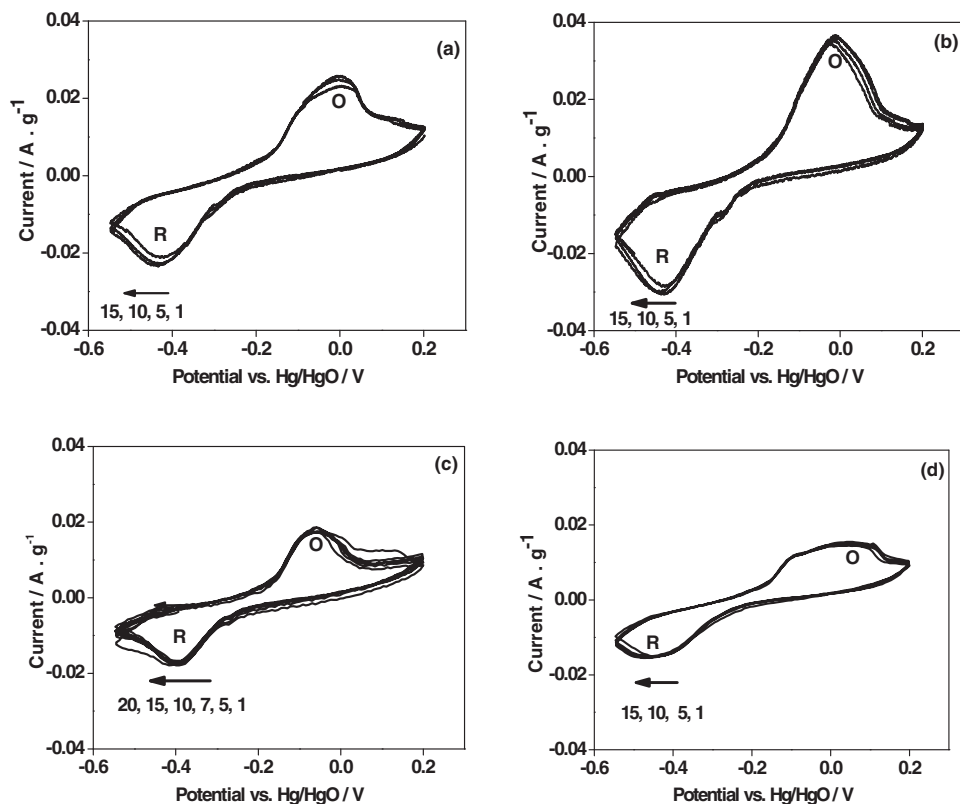 0.04
0.02
0.00
-0.02
-0.04
Current / A . g-1
(a)
O
R
15, 10, 5, 1
-0.6 -0.4 -0.2 0.0 0.2
Potential vs. Hg/HgO / V
0.04
0.02
0.00
-0.02
-0.04
Current / A . g-1
(b)
O
R
15, 10, 5, 1
-0.6 -0.4 -0.2 0.0 0.2
Potential vs. Hg/HgO / V
0.04
0.02
0.00
-0.02
-0.04
Current / A . g-1
(c)
O
R
20, 15, 10, 7, 5, 1
-0.6 -0.4 -0.2 0.0 0.2
Potential vs. Hg/HgO / V
0.04
0.02
0.00
-0.02
-0.04
Current / A . g-1
(d)
O
R
15, 10, 5, 1
-0.6 -0.4 -0.2 0.0 0.2
Potential vs. Hg/HgO / V